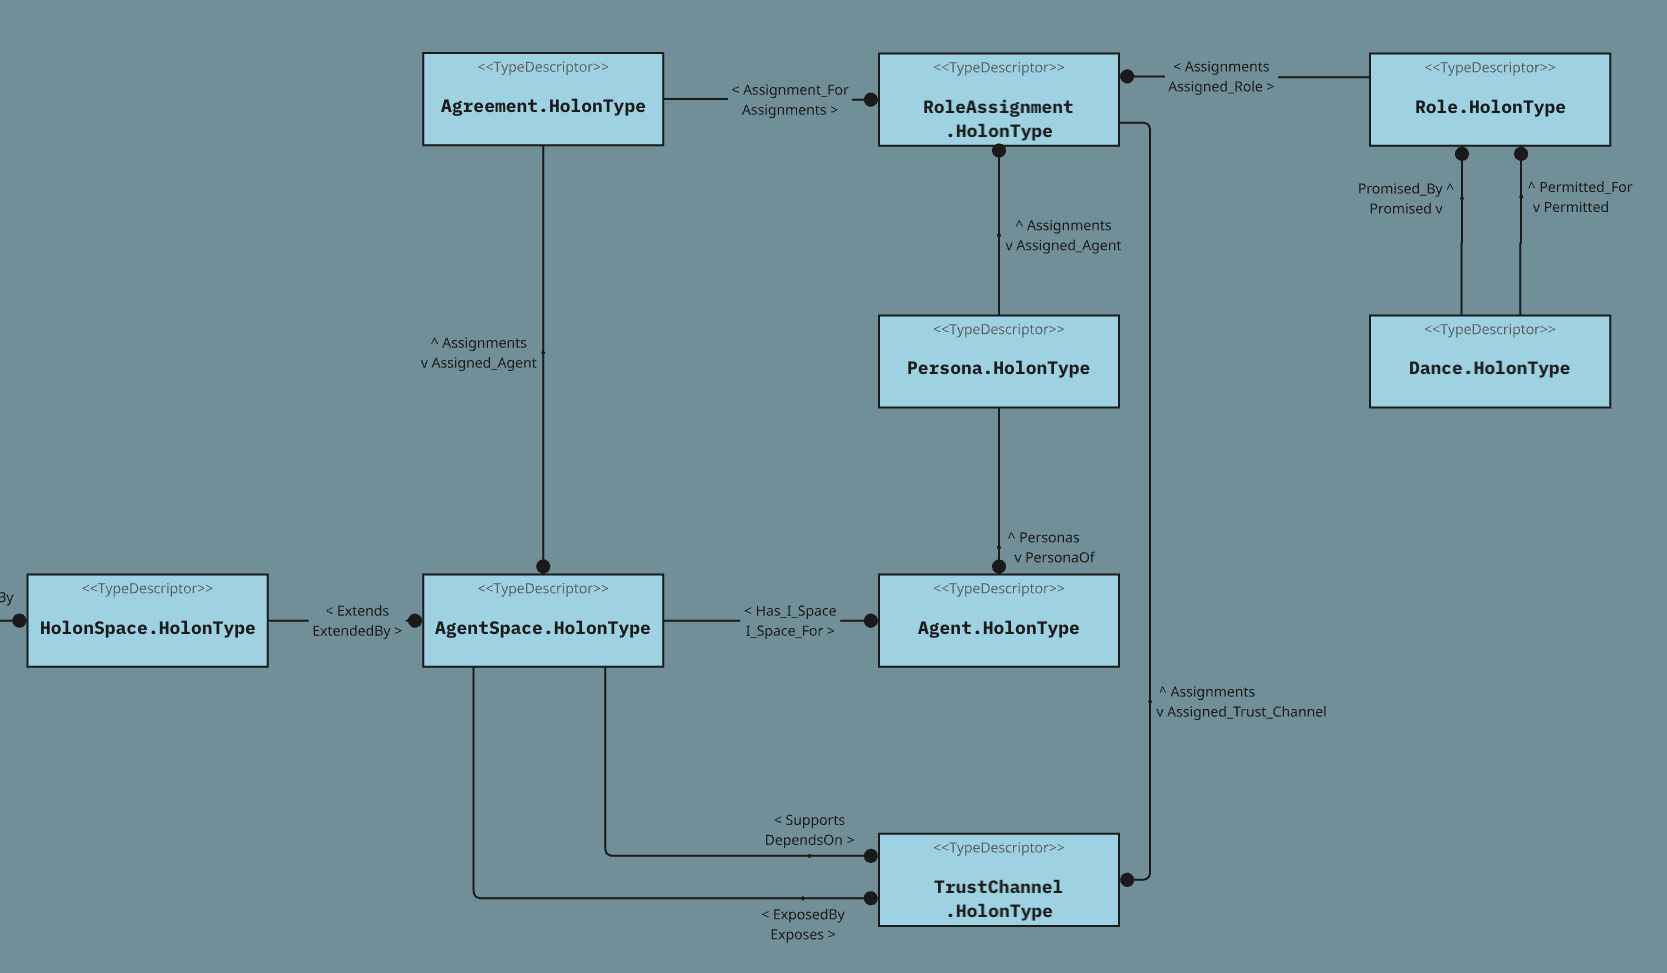 <<TypeDescriptor>>
Agreement.HolonType
< Assignment_For
Assignments >
<<TypeDescriptor>>
RoleAssignment
.HolonType
< Assignments
Assigned_Role >
<<TypeDescriptor>>
Role.HolonType
Promised_By ^
Promised v
^ Permitted_For
v Permitted
^ Assignments
v Assigned_Agent
^ Assignments
v Assigned_Agent
<<TypeDescriptor>>
Persona.HolonType
<<TypeDescriptor>>
Dance.HolonType
^ Personas
v PersonaOf
By
<<TypeDescriptor>>
HolonSpace.HolonType
< Extends
ExtendedBy >
<<TypeDescriptor>>
AgentSpace.HolonType
< Has_I_Space
I_Space_For >
<<TypeDescriptor>>
Agent.HolonType
^ Assignments
v Assigned_Trust_Channel
< Supports
DependsOn >
<<TypeDescriptor>>
TrustChannel
.HolonType
< ExposedBy
Exposes >